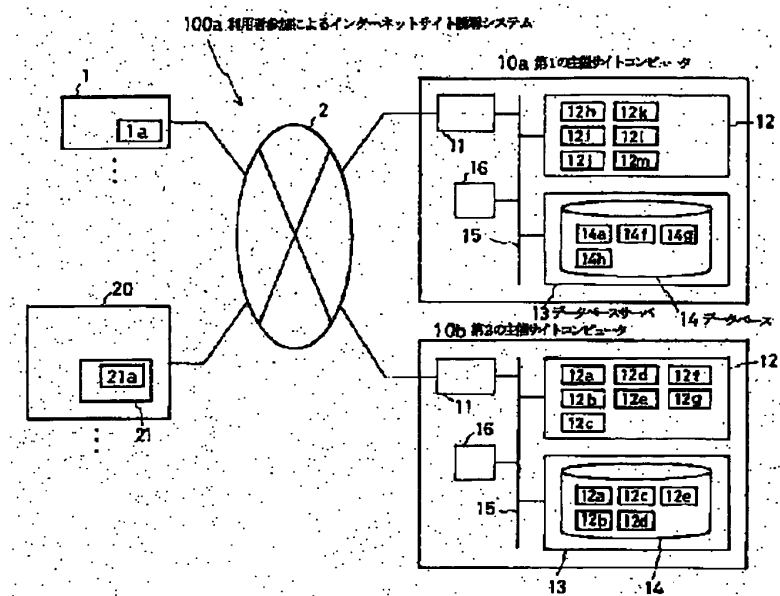 100a 利用者参加によるインターネットサイト誘導システム
10a 第1の主催サイトコンピュータ
1
1a
2
11
12h 12k
12i 12l
12j 12m
12
16
15
14a 14f 14g
14h
13 データベースサーバ
14 データベース
10b 第2の主催サイトコンピュータ
20
21a
21
11
12a 12d 12f
12b 12e 12g
12c
12
16
15
12a 12c 12e
12b 12d
13
14